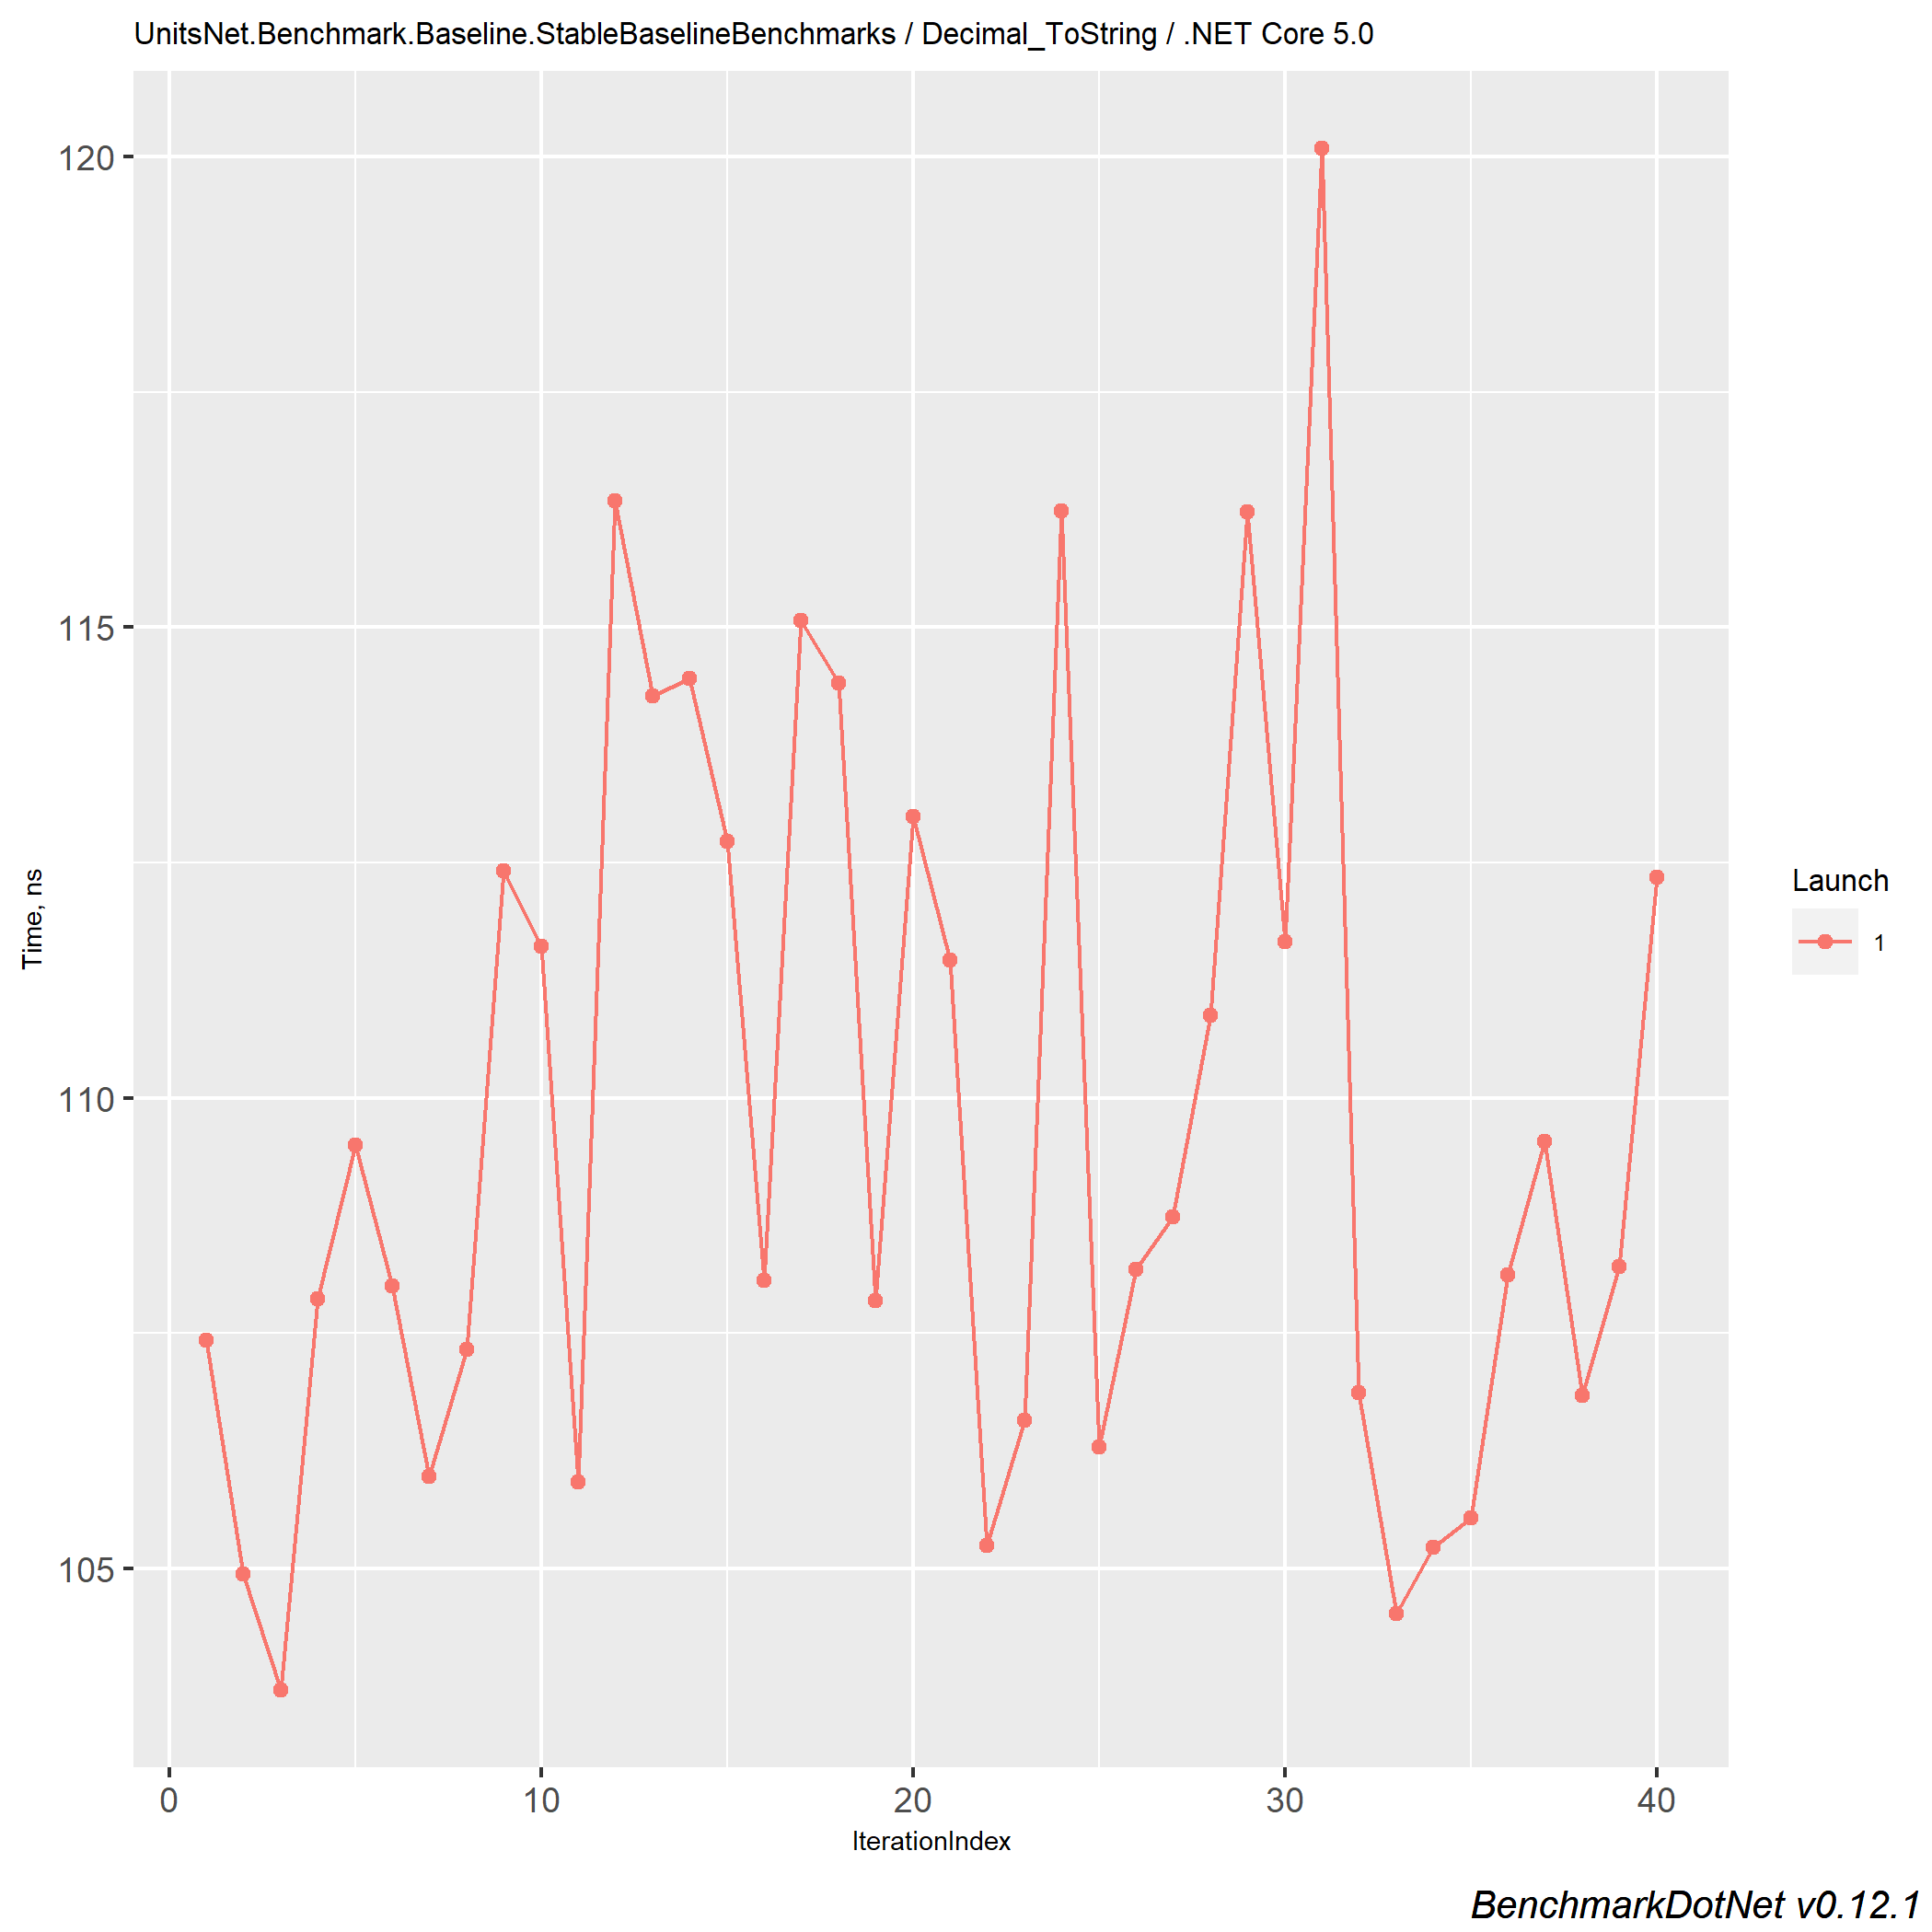 UnitsNet.Benchmark.Baseline.StableBaselineBenchmarks / Decimal_ToString / .NET Core 5.0
120
115
110
105
Time, ns
0 10 20 30 40
IterationIndex
Launch
1
BenchmarkDotNet v0.12.1